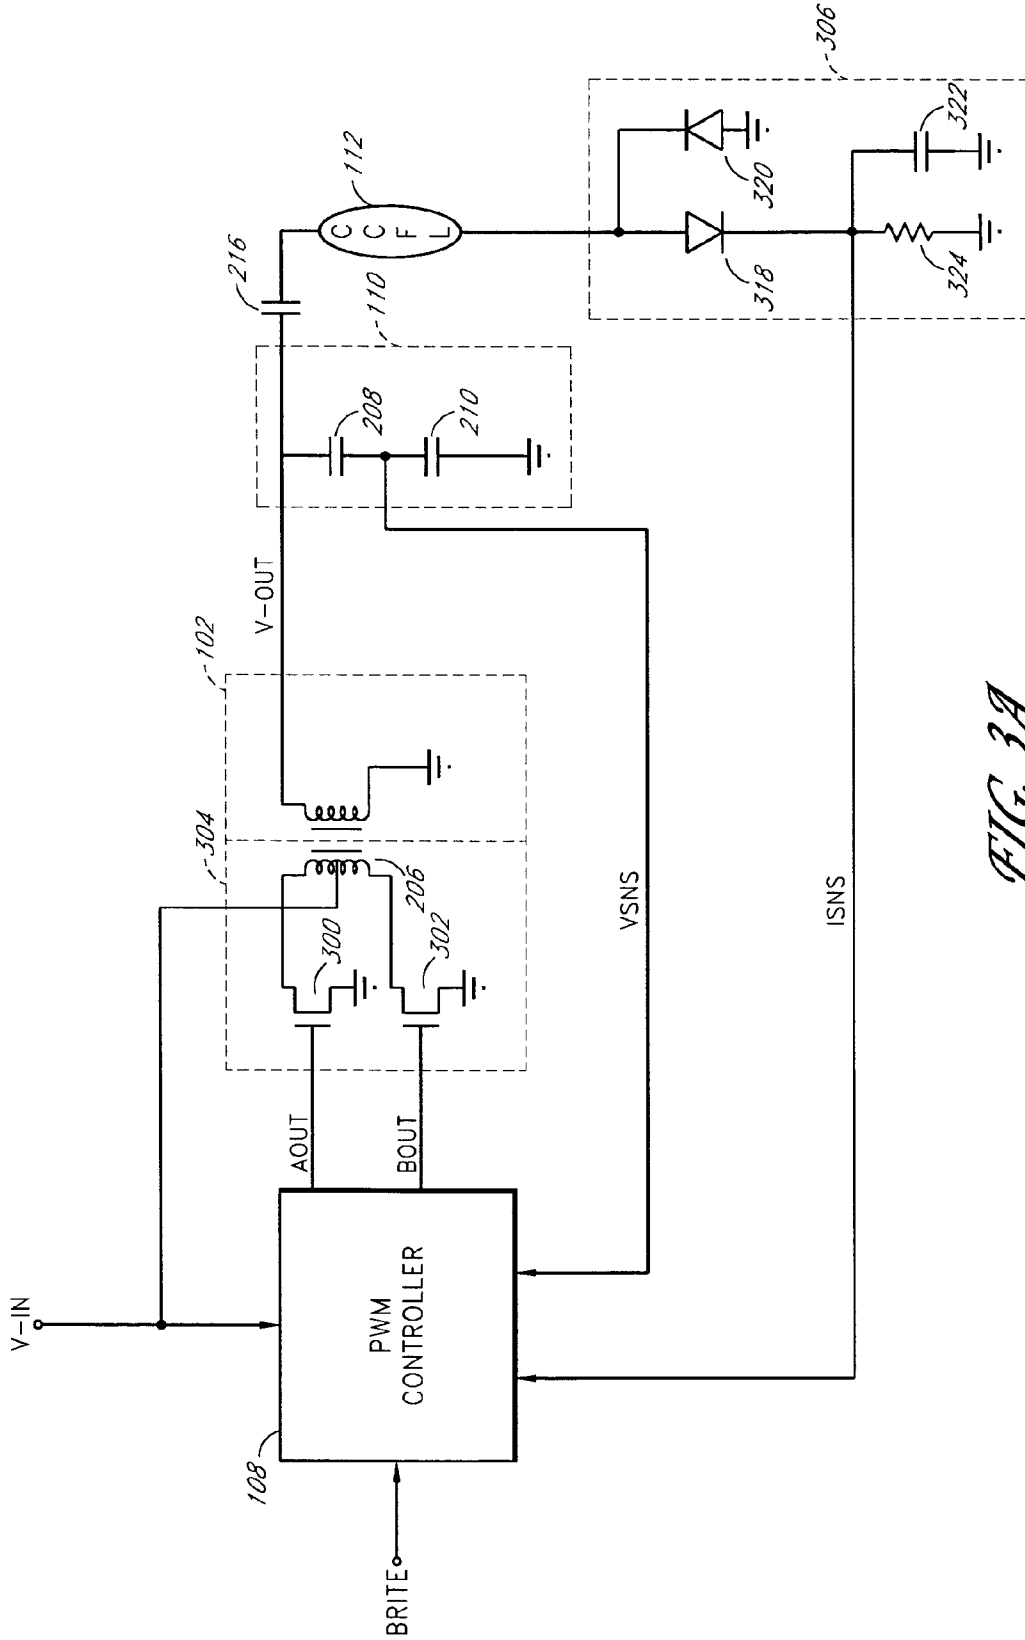 V-IN
BRITE
108
PWM
CONTROLLER
AOUT
BOUT
300
302
206
304
102
V-OUT
208
210
110
216
112
CCFL
VSNS
ISNS
306
318
320
322
324
FIG. 3A